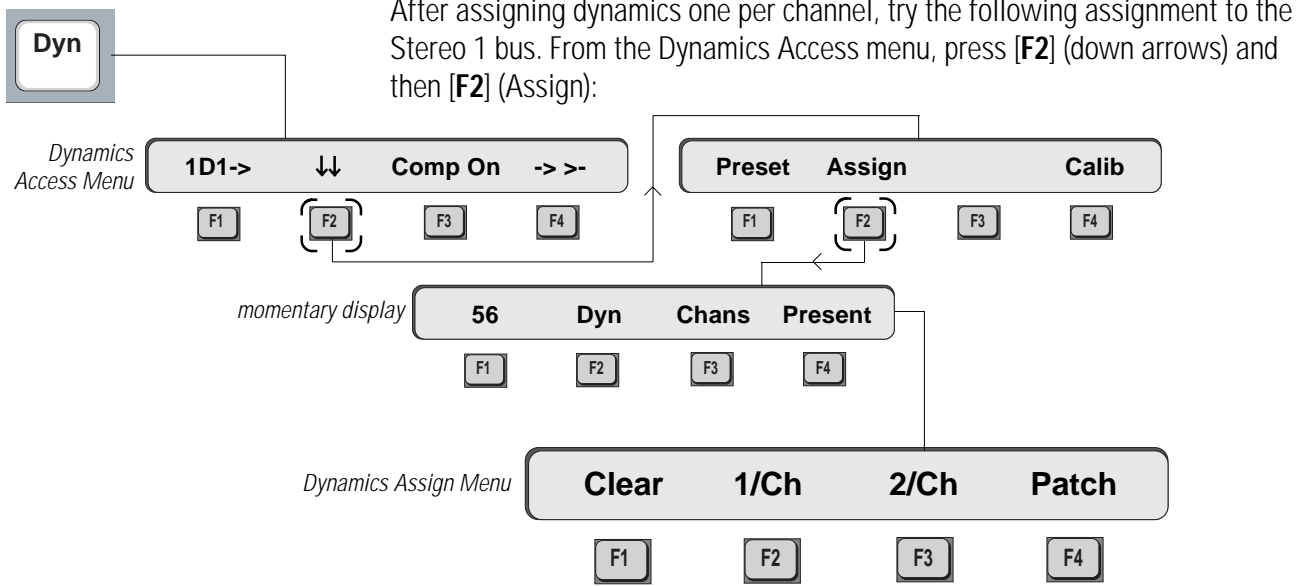 After assigning dynamics one per channel, try the following assignment to the
Stereo 1 bus. From the Dynamics Access menu, press [F2] (down arrows) and
then [F2] (Assign):
Dyn
Dynamics
Access Menu
1D1-> ↓↓ Comp On -> >-
F1 F2 F3 F4
Preset Assign Calib
F1 F2 F3 F4
momentary display
56 Dyn Chans Present
F1 F2 F3 F4
Dynamics Assign Menu
Clear 1/Ch 2/Ch Patch
F1 F2 F3 F4